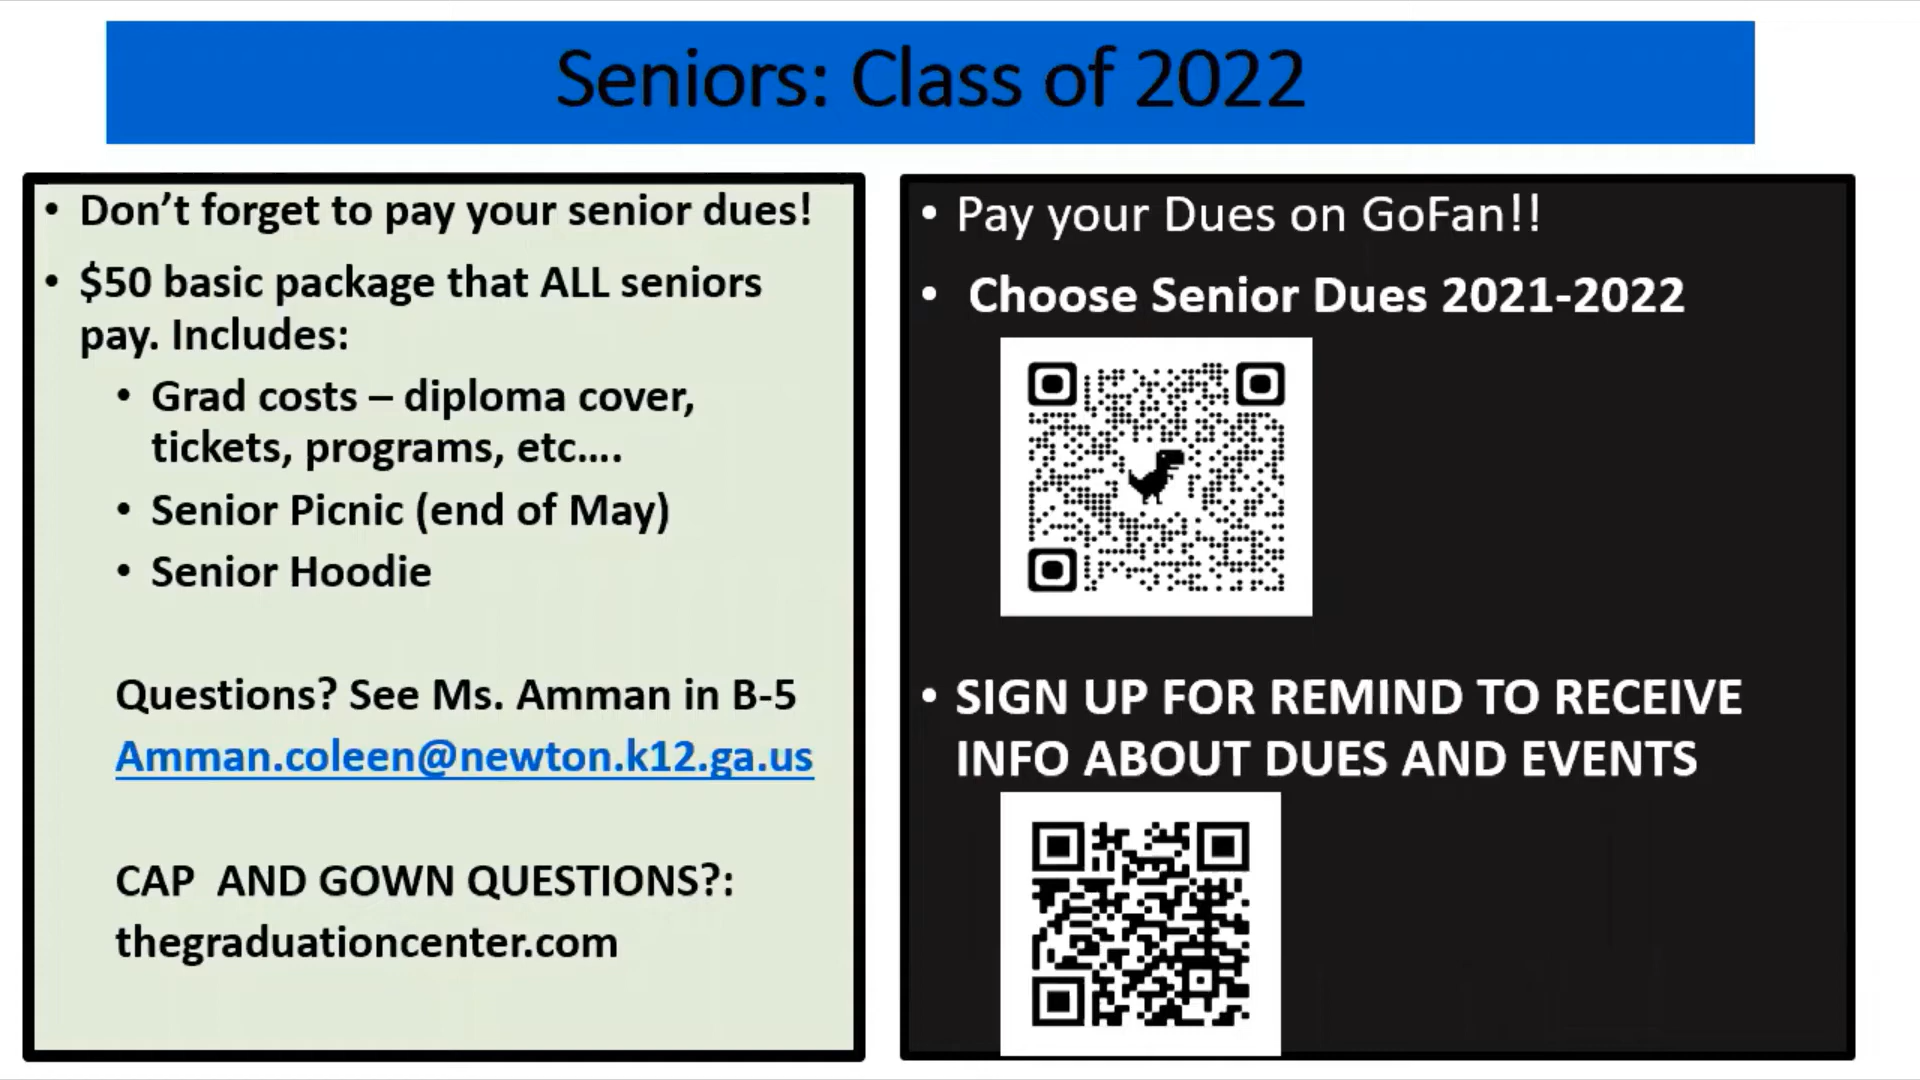 Seniors: Class of 2022
• Don’t forget to pay your senior dues!
• $50 basic package that ALL seniors
pay. Includes:
• Grad costs – diploma cover,
tickets, programs, etc….
• Senior Picnic (end of May)
• Senior Hoodie
Questions? See Ms. Amman in B-5
Amman.coleen@newton.k12.ga.us
CAP  AND GOWN QUESTIONS?:
thegraduationcenter.com
• Pay your Dues on GoFan!!
• Choose Senior Dues 2021-2022
• SIGN UP FOR REMIND TO RECEIVE
INFO ABOUT DUES AND EVENTS